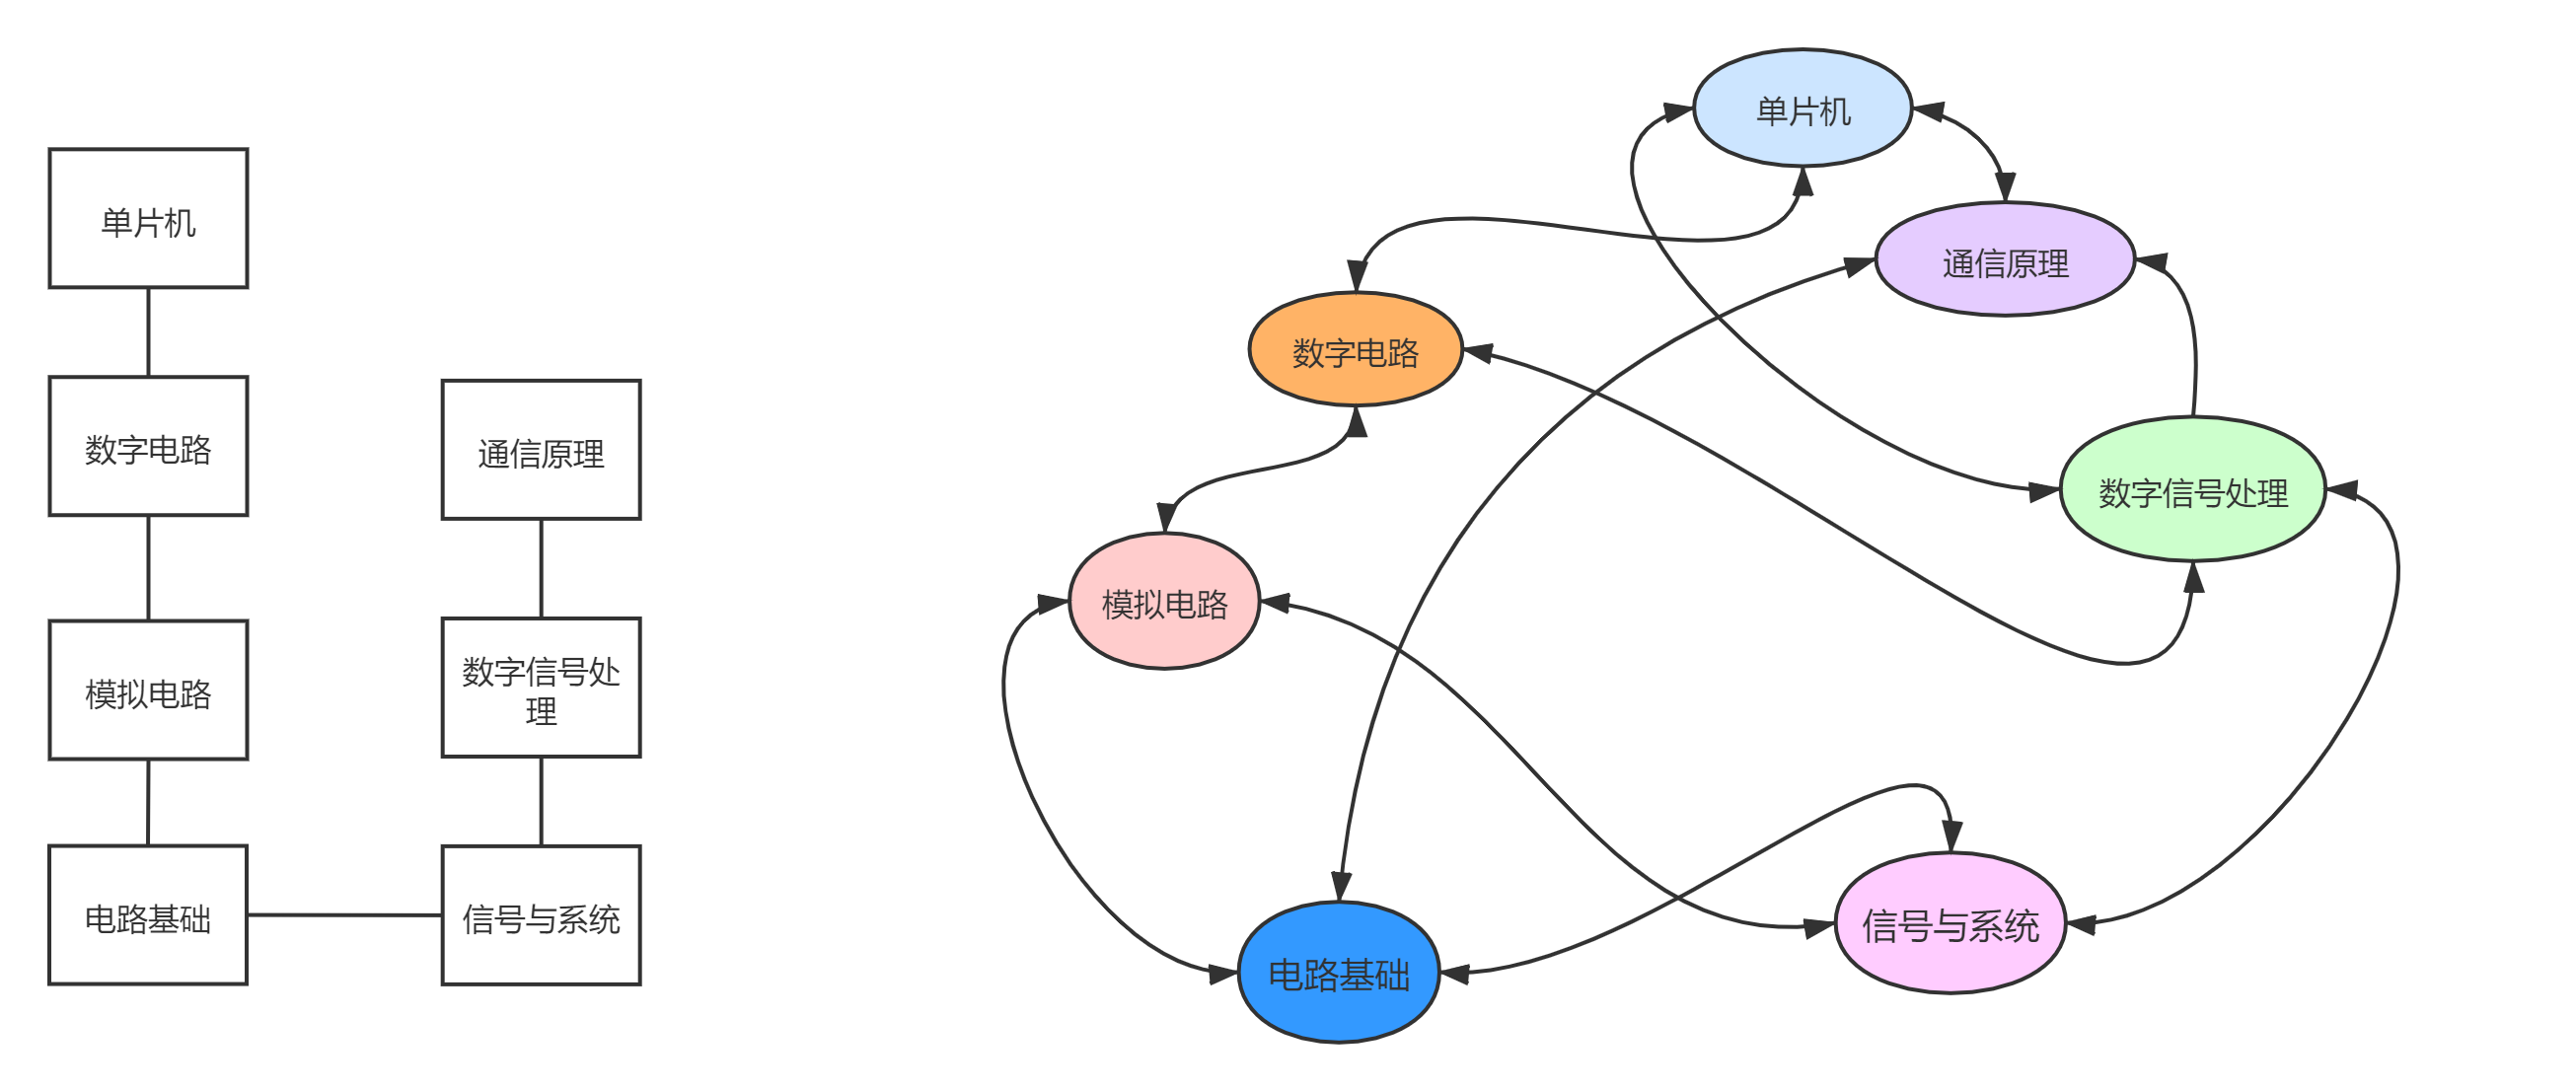 单片机
数字电路
模拟电路
电路基础
通信原理
数字信号处
理
信号与系统
单片机
通信原理
数字电路
数字信号处理
模拟电路
信号与系统
电路基础